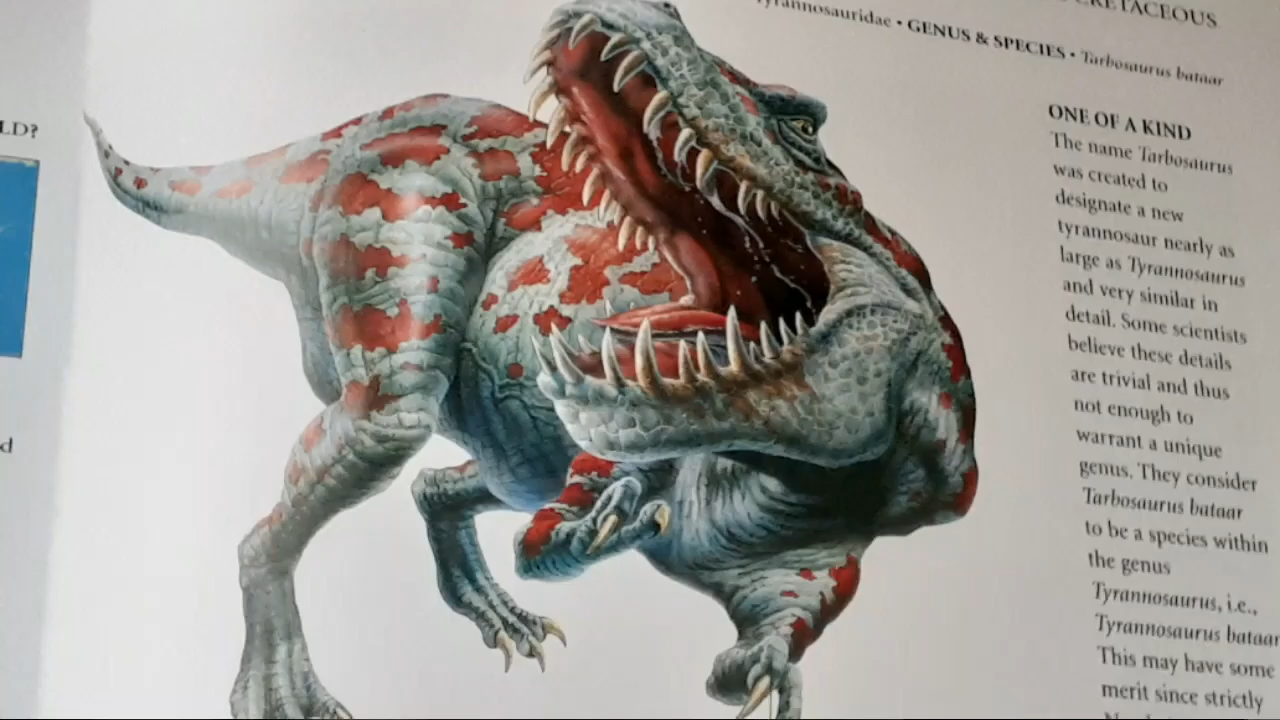 CRETACEOUS
Tyrannosauridae • GENUS & SPECIES • Tarbosaurus bataar
LD?
d
ONE OF A KIND
The name Tarbosaurus
was created to
designate a new
tyrannosaur nearly as
large as Tyrannosaurus
and very similar in
detail. Some scientists
believe these details
are trivial and thus
not enough to
warrant a unique
genus. They consider
Tarbosaurus bataar
to be a species within
the genus
Tyrannosaurus, i.e.,
Tyrannosaurus bataar
This may have some
merit since strictly